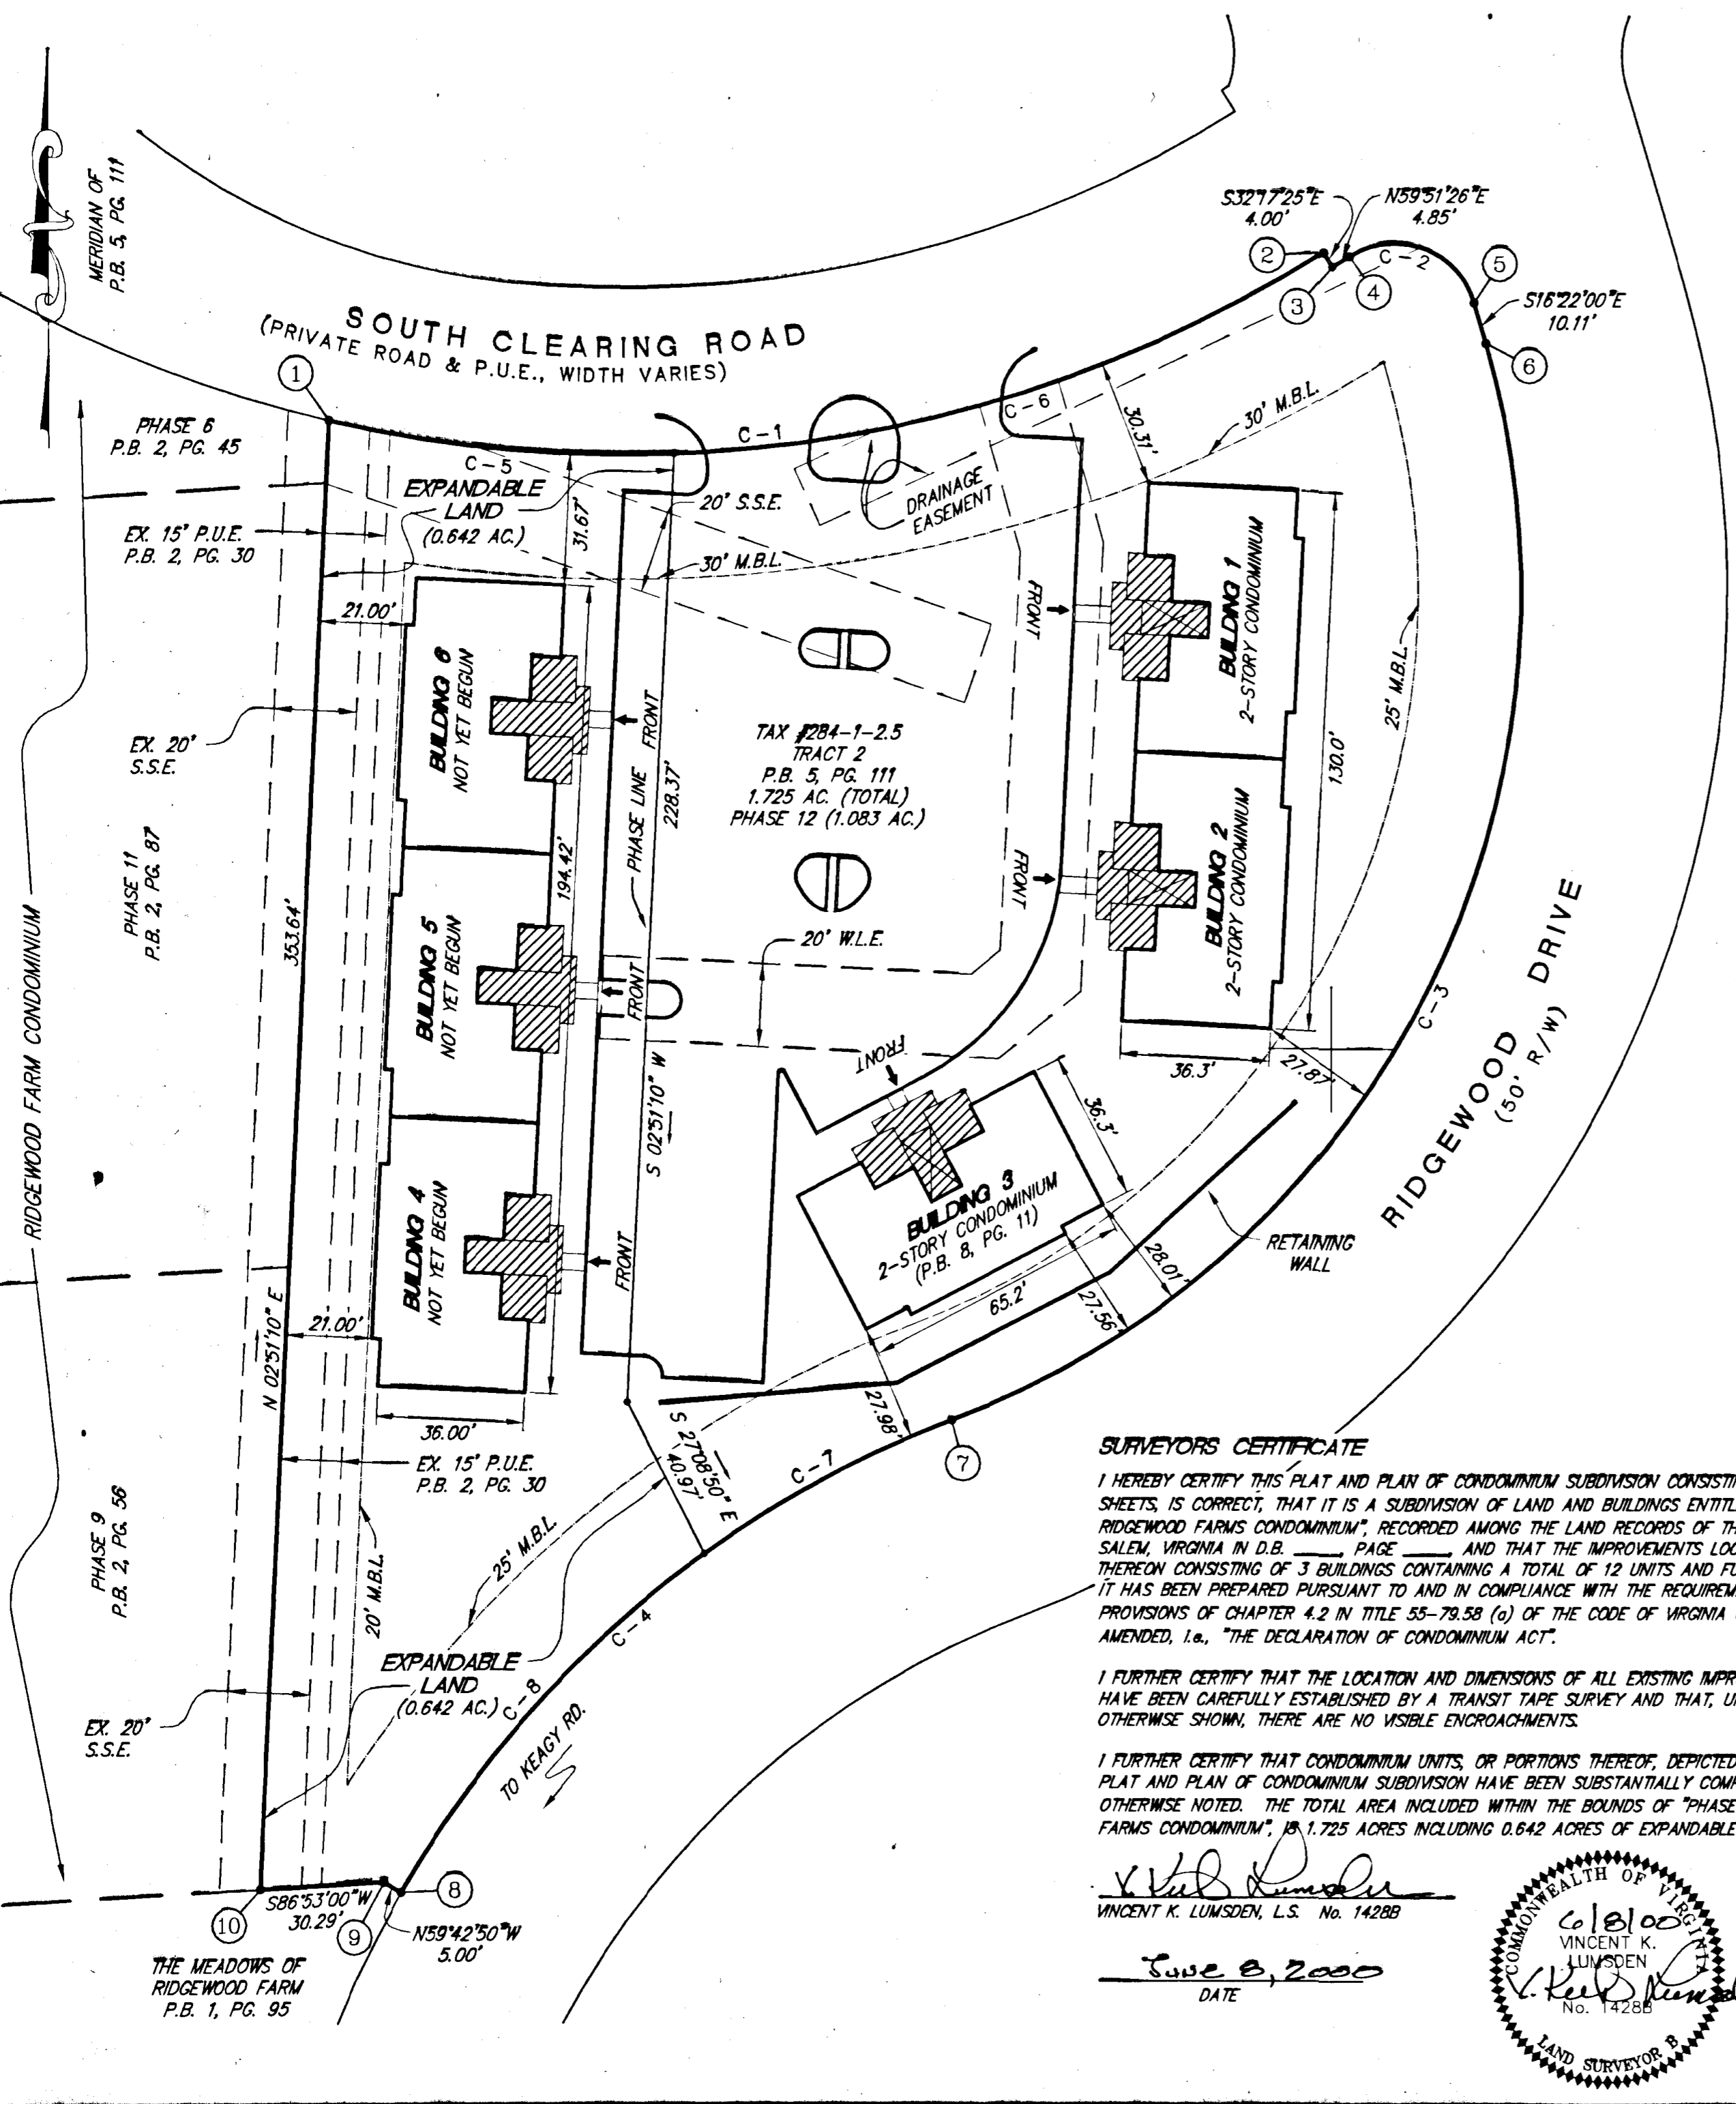 MERIDIAN OF
P.B. 5, PG. 111
SOUTH CLEARING ROAD
(PRIVATE ROAD & P.U.E., WIDTH VARIES)
S32°17'25"E
4.00'
N59°51'26"E
4.85'
2
3
4
C-2
5
S16°22'00"E
10.11'
6
1
PHASE 6
P.B. 2, PG. 45
C-5
C-1
C-6
30.31'
30' M.B.L.
EXPANDABLE
LAND
(0.642 AC.)
31.67'
20' S.S.E.
30' M.B.L.
DRAINAGE
EASEMENT
EX. 15' P.U.E.
P.B. 2, PG. 30
21.00'
FRONT
BUILDING 1
2-STORY CONDOMINIUM
130.0'
25' M.B.L.
BUILDING 6
NOT YET BEGUN
FRONT
PHASE LINE
228.37'
TAX #284-1-2.5
TRACT 2
P.B. 5, PG. 111
1.725 AC. (TOTAL)
PHASE 12 (1.083 AC.)
EX. 20'
S.S.E.
RIDGEWOOD FARM CONDOMINIUM
PHASE 11
P.B. 2, PG. 87
353.64'
194.42'
BUILDING 5
NOT YET BEGUN
FRONT
20' W.L.E.
FRONT
BUILDING 2
2-STORY CONDOMINIUM
36.3'
27.87'
C-3
RIDGEWOOD DRIVE
(50' R/W)
S 02°51'10" W
FRONT
36.3'
BUILDING 3
2-STORY CONDOMINIUM
(P.B. 8, PG. 11)
65.2'
28.01'
27.56'
RETAINING
WALL
BUILDING 4
NOT YET BEGUN
FRONT
N 02°51'10" E
21.00'
36.00'
27.98'
7
C-7
S 27°08'50" E
40.97'
EX. 15' P.U.E.
P.B. 2, PG. 30
PHASE 9
P.B. 2, PG. 56
20' M.B.L.
25' M.B.L.
C-4
EXPANDABLE
LAND
(0.642 AC.)
C-8
EX. 20'
S.S.E.
TO KEAGY RD.
8
S86°53'00"W
30.29'
10
9
N59°42'50"W
5.00'
THE MEADOWS OF
RIDGEWOOD FARM
P.B. 1, PG. 95
SURVEYORS CERTIFICATE
I HEREBY CERTIFY THIS PLAT AND PLAN OF CONDOMINIUM SUBDIVISION CONSISTI
SHEETS, IS CORRECT, THAT IT IS A SUBDIVISION OF LAND AND BUILDINGS ENTITL
RIDGEWOOD FARMS CONDOMINIUM", RECORDED AMONG THE LAND RECORDS OF TH
SALEM, VIRGINIA IN D.B. ____, PAGE ____, AND THAT THE IMPROVEMENTS LOC
THEREON CONSISTING OF 3 BUILDINGS CONTAINING A TOTAL OF 12 UNITS AND FU
IT HAS BEEN PREPARED PURSUANT TO AND IN COMPLIANCE WITH THE REQUIREM
PROVISIONS OF CHAPTER 4.2 IN TITLE 55-79.58 (a) OF THE CODE OF VIRGINIA
AMENDED, i.e., "THE DECLARATION OF CONDOMINIUM ACT".
I FURTHER CERTIFY THAT THE LOCATION AND DIMENSIONS OF ALL EXISTING IMPR
HAVE BEEN CAREFULLY ESTABLISHED BY A TRANSIT TAPE SURVEY AND THAT, U
OTHERWISE SHOWN, THERE ARE NO VISIBLE ENCROACHMENTS.
I FURTHER CERTIFY THAT CONDOMINIUM UNITS, OR PORTIONS THEREOF, DEPICTED
PLAT AND PLAN OF CONDOMINIUM SUBDIVISION HAVE BEEN SUBSTANTIALLY COM
OTHERWISE NOTED. THE TOTAL AREA INCLUDED WITHIN THE BOUNDS OF "PHASE
FARMS CONDOMINIUM", IS 1.725 ACRES INCLUDING 0.642 ACRES OF EXPANDABLE
VINCENT K. LUMSDEN, L.S. No. 1428B
June 8, 2000
DATE
COMMONWEALTH OF VIRGINIA
6/8/00
VINCENT K.
LUMSDEN
No. 1428B
LAND SURVEYOR B